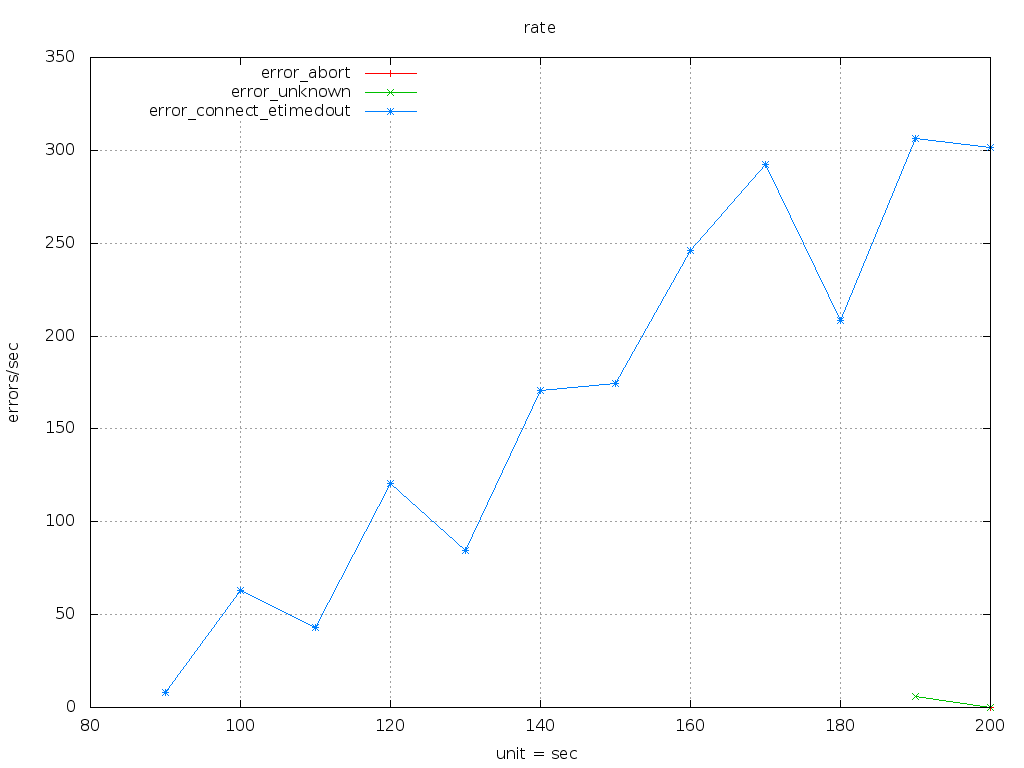 rate
350
300
250
200
150
100
50
0
errors/sec
error_abort
error_unknown
error_connect_etimedout
80 100 120 140 160 180 200
unit = sec